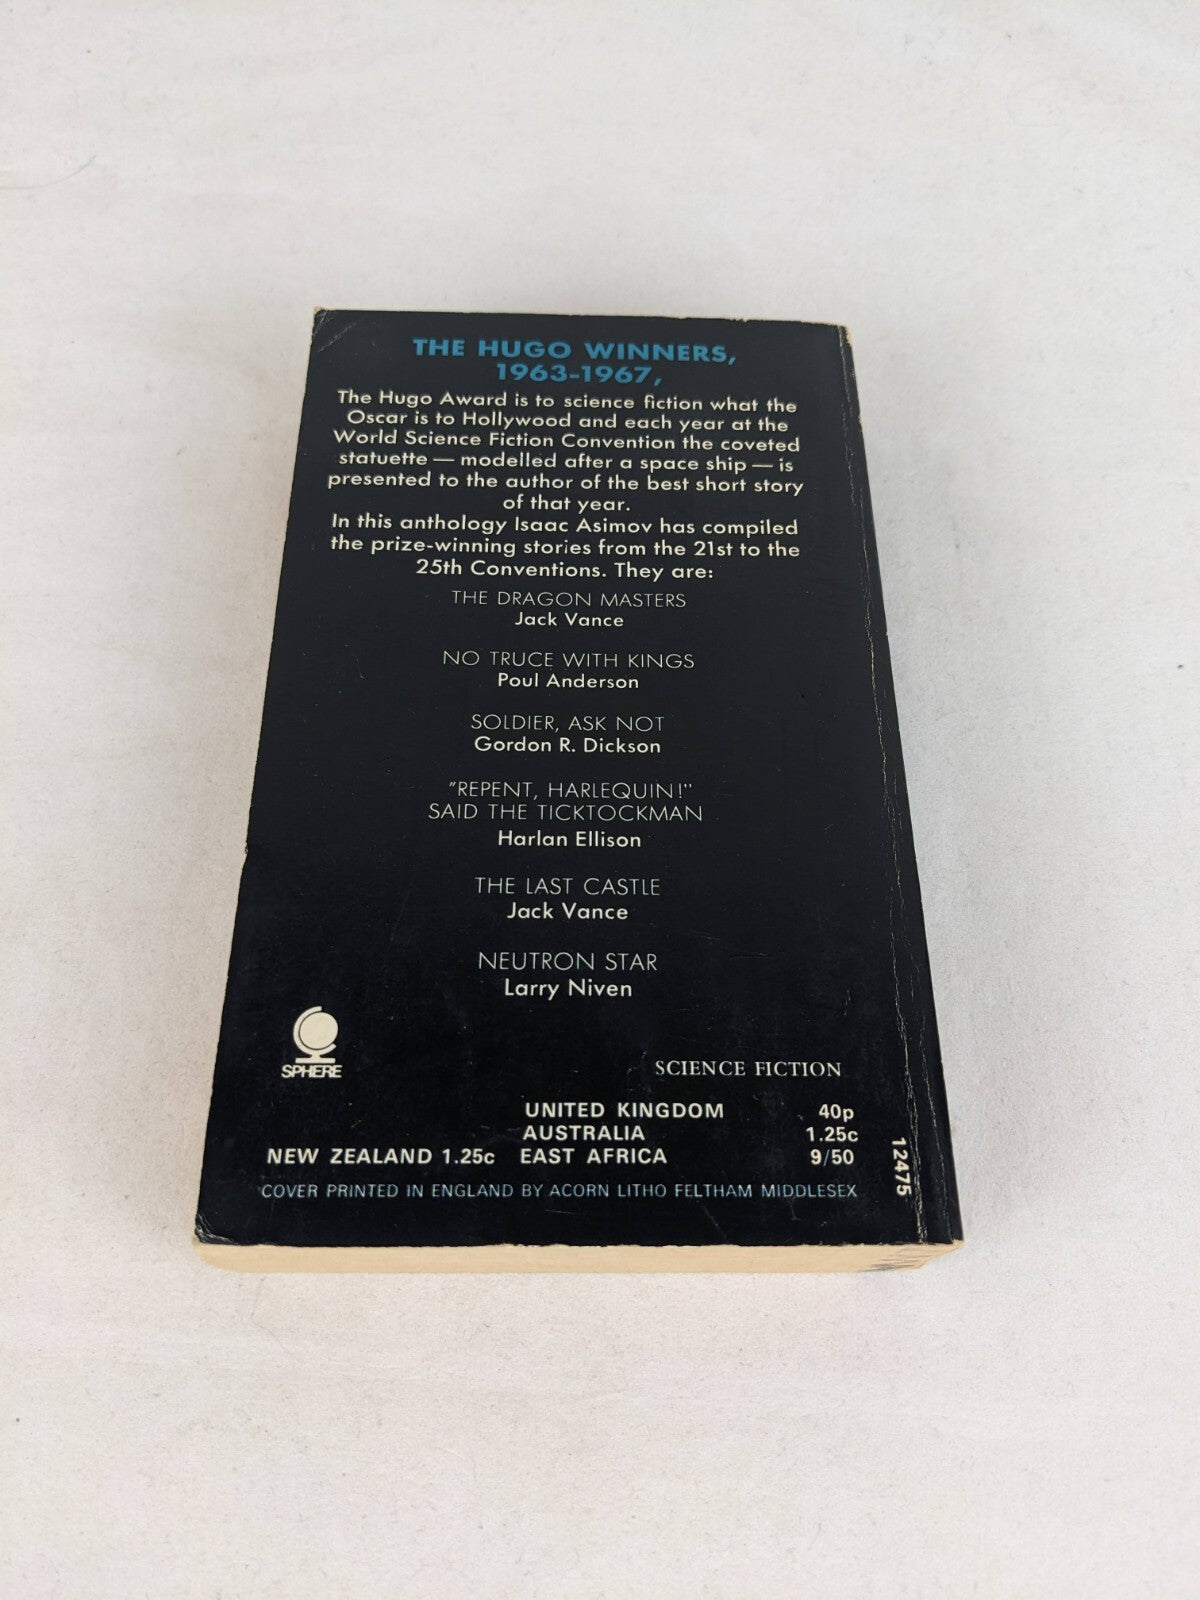 THE HUGO WINNERS,
1963-1967,
The Hugo Award is to science fiction what the
Oscar is to Hollywood and each year at the
World Science Fiction Convention the coveted
statuette — modelled after a space ship — is
presented to the author of the best short story
of that year.
In this anthology Isaac Asimov has compiled
the prize-winning stories from the 21st to the
25th Conventions. They are:
THE DRAGON MASTERS
Jack Vance
NO TRUCE WITH KINGS
Poul Anderson
SOLDIER, ASK NOT
Gordon R. Dickson
"REPENT, HARLEQUIN!"
SAID THE TICKTOCKMAN
Harlan Ellison
THE LAST CASTLE
Jack Vance
NEUTRON STAR
Larry Niven
SPHERE
SCIENCE FICTION
UNITED KINGDOM 40p
AUSTRALIA 1.25c
NEW ZEALAND 1.25c EAST AFRICA 9/50
COVER PRINTED IN ENGLAND BY ACORN LITHO FELTHAM MIDDLESEX
12475